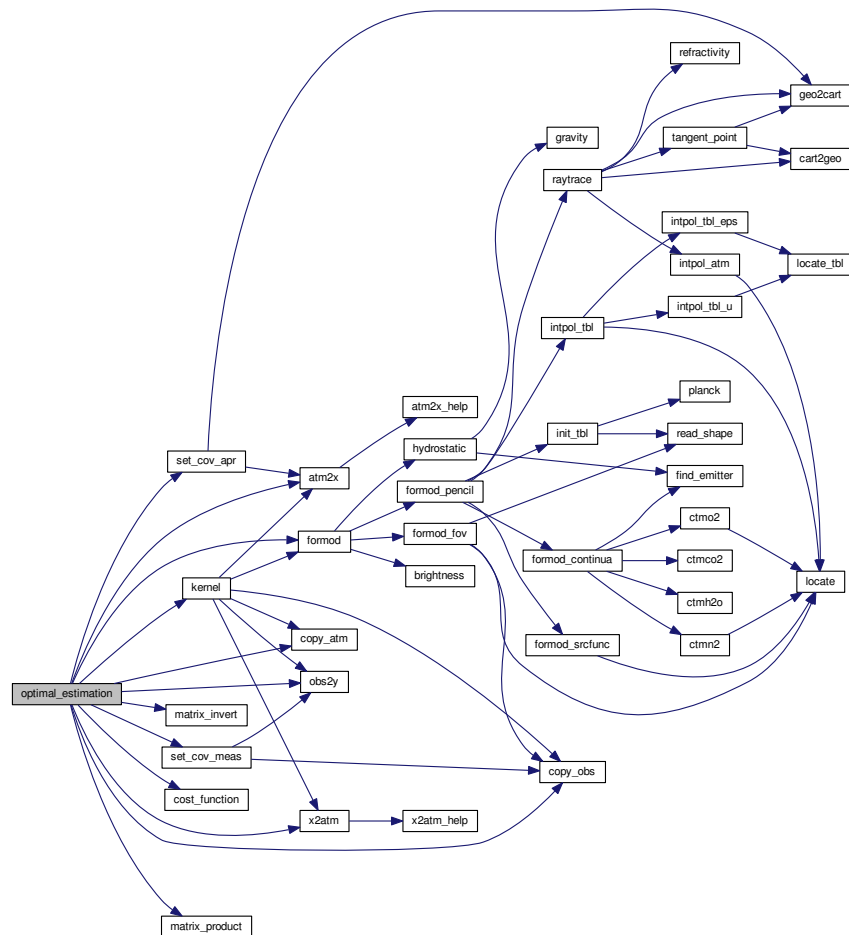 refractivity
geo2cart
gravity
tangent_point
cart2geo
raytrace
intpol_tbl_eps
intpol_atm
locate_tbl
intpol_tbl_u
intpol_tbl
planck
atm2x_help
init_tbl
read_shape
hydrostatic
set_cov_apr
find_emitter
atm2x
formod_pencil
ctmo2
formod_fov
formod
formod_continua
ctmco2
brightness
locate
kernel
ctmh2o
copy_atm
formod_srcfunc
ctmn2
obs2y
optimal_estimation
matrix_invert
set_cov_meas
copy_obs
cost_function
x2atm
x2atm_help
matrix_product